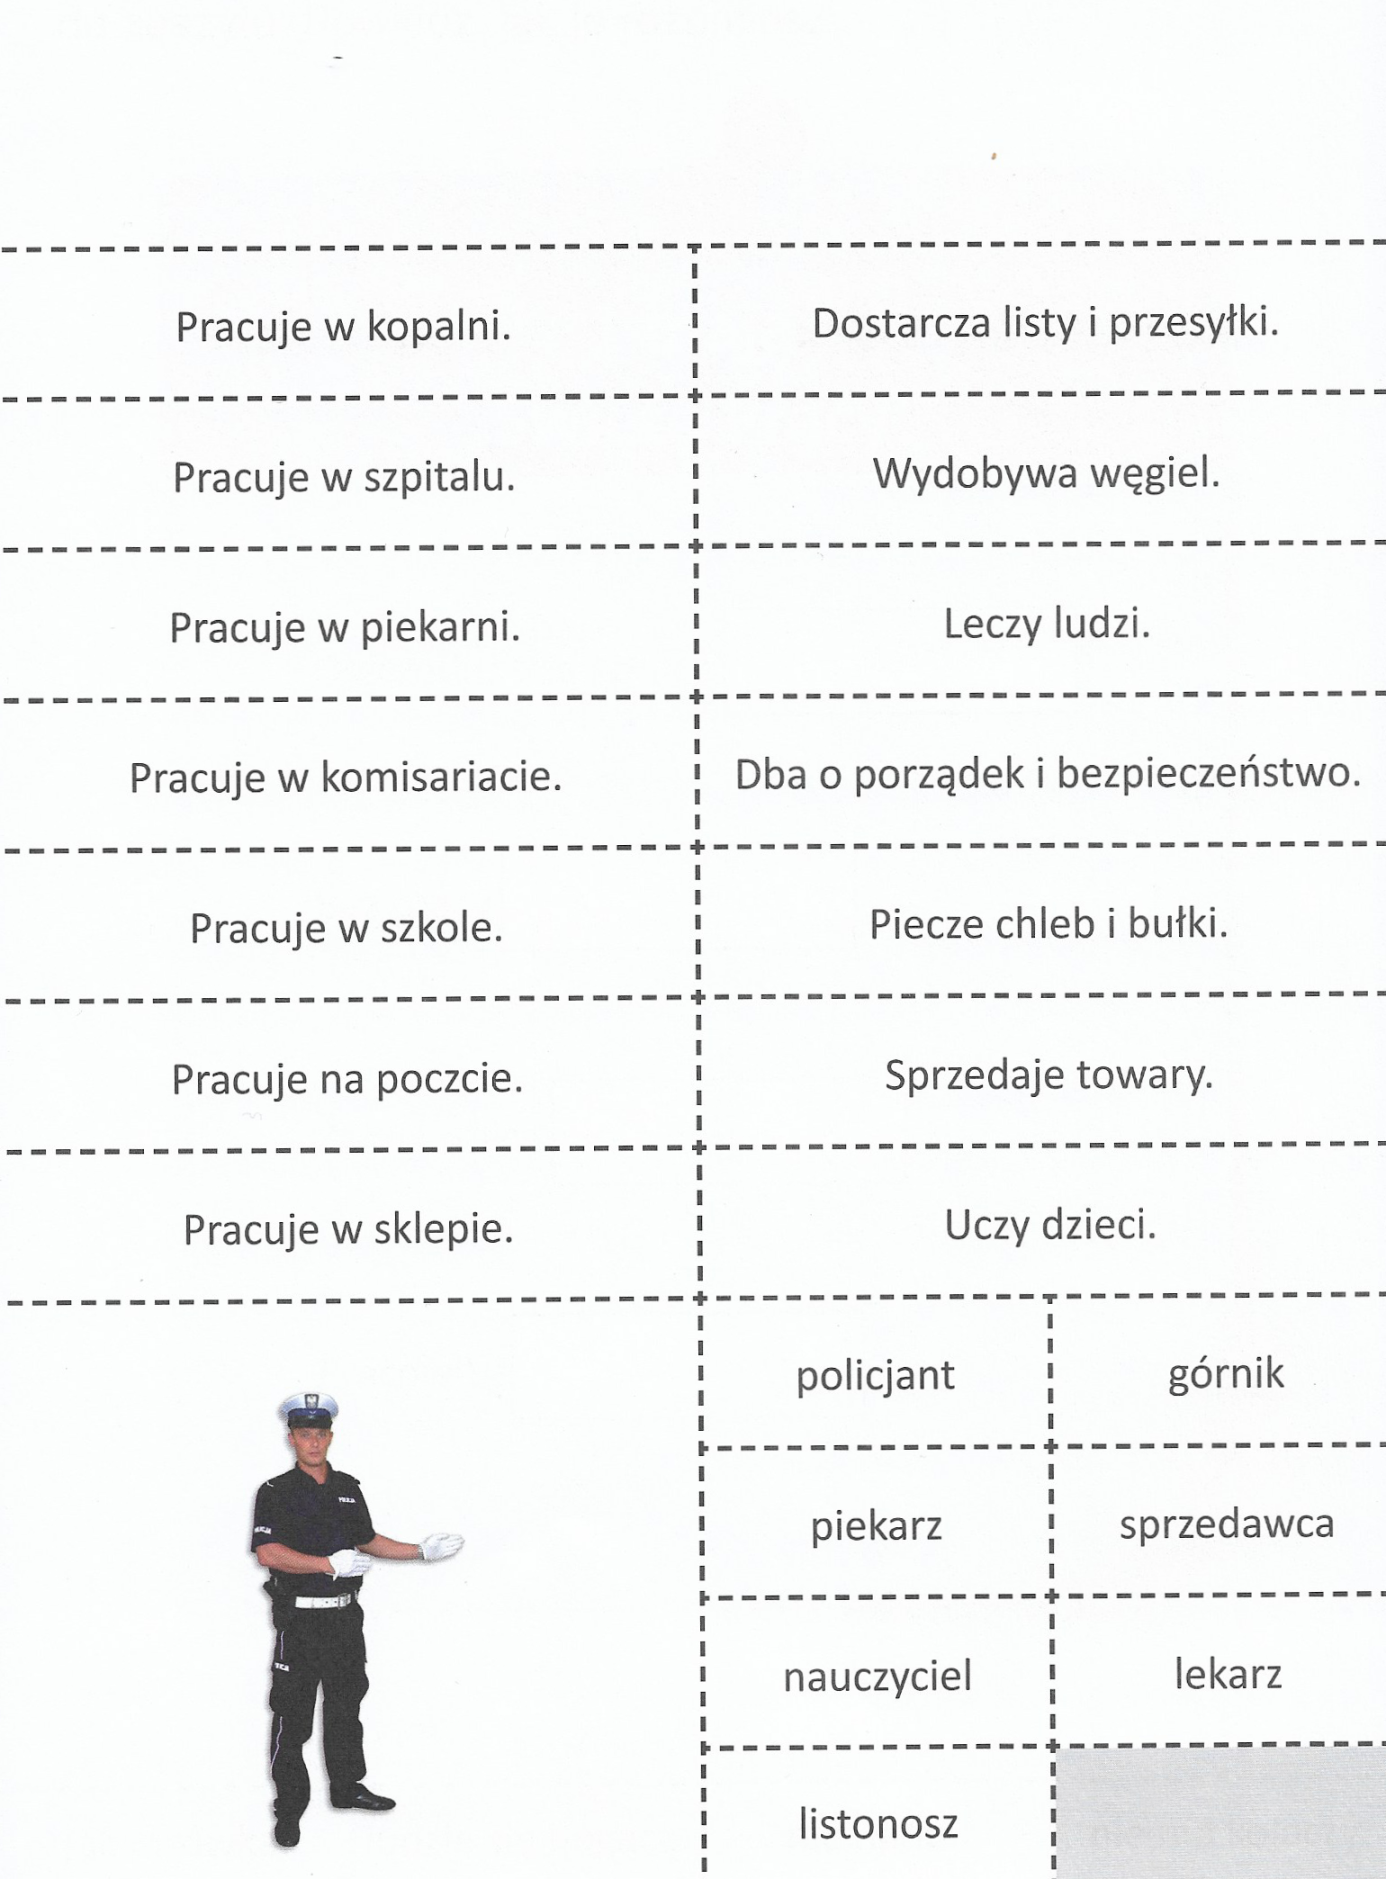 Pracuje w kopalni.
Dostarcza listy i przesyłki.
Pracuje w szpitalu.
Wydobywa węgiel.
Pracuje w piekarni.
Leczy ludzi.
Pracuje w komisariacie.
Dba o porządek i bezpieczeństwo.
Pracuje w szkole.
Piecze chleb i bułki.
Pracuje na poczcie.
Sprzedaje towary.
Pracuje w sklepie.
Uczy dzieci.
policjant
górnik
piekarz
sprzedawca
nauczyciel
lekarz
listonosz